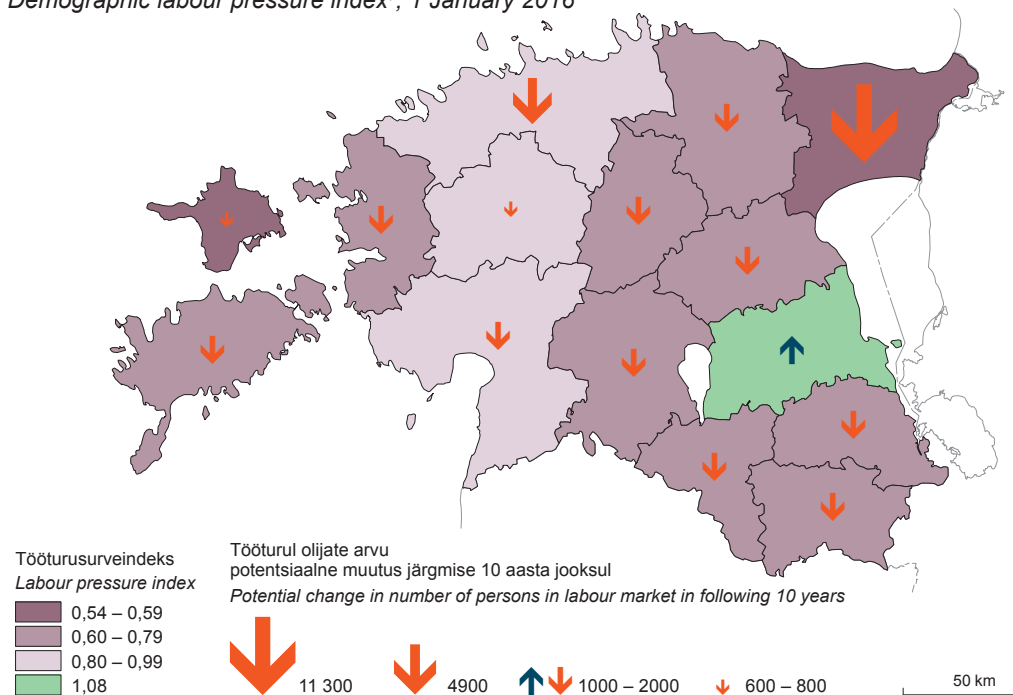 Demographic labour pressure index , 1 January 2016
Tööturusurveindeks
Labour pressure index
0,54 – 0,59
0,60 – 0,79
0,80 – 0,99
1,08
Tööturul olijate arvu
potentsiaalne muutus järgmise 10 aasta jooksul
Potential change in number of persons in labour market in following 10 years
11 300
4900
1000 – 2000
600 – 800
50 km